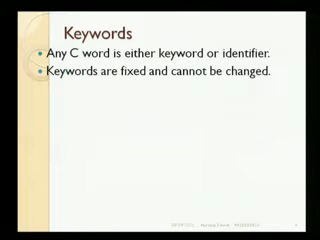 Keywords
Any C word is either keyword or identifier.
Keywords are fixed and cannot be changed.